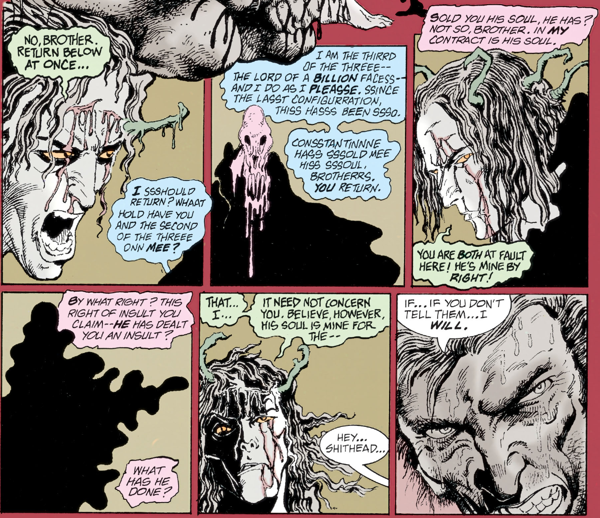 NO, BROTHER.
RETURN BELOW
AT ONCE...
I SSSHOULD
RETURN? WHAAT
HOLD HAVE YOU
AND THE SECOND
OF THE THREEE
ONN MEE?
I AM THE THIRRD
OF THE THREEE--
THE LORD OF A BILLION FACESS--
AND I DO AS I PLEASSE. SSINCE
THE LASST CONFIGURRATION,
THISS HASSS BEEN SSSO.
CONSSTANTINNNE
HASS SSSOLD MEE
HISS SSSOUL,
BROTHERRS.
YOU RETURN.
SOLD YOU HIS SOUL, HE HAS?
NOT SO, BROTHER. IN MY
CONTRACT IS HIS SOUL.
YOU ARE BOTH AT FAULT
HERE! HE'S MINE BY
RIGHT!
BY WHAT RIGHT? THIS
RIGHT OF INSULT YOU
CLAIM--HE HAS DEALT
YOU AN INSULT?
WHAT
HAS HE
DONE?
THAT...
I...
IT NEED NOT CONCERN
YOU. BELIEVE, HOWEVER,
HIS SOUL IS MINE FOR
THE--
HEY...
SHITHEAD...
IF... IF YOU DON'T
TELL THEM...I
WILL.